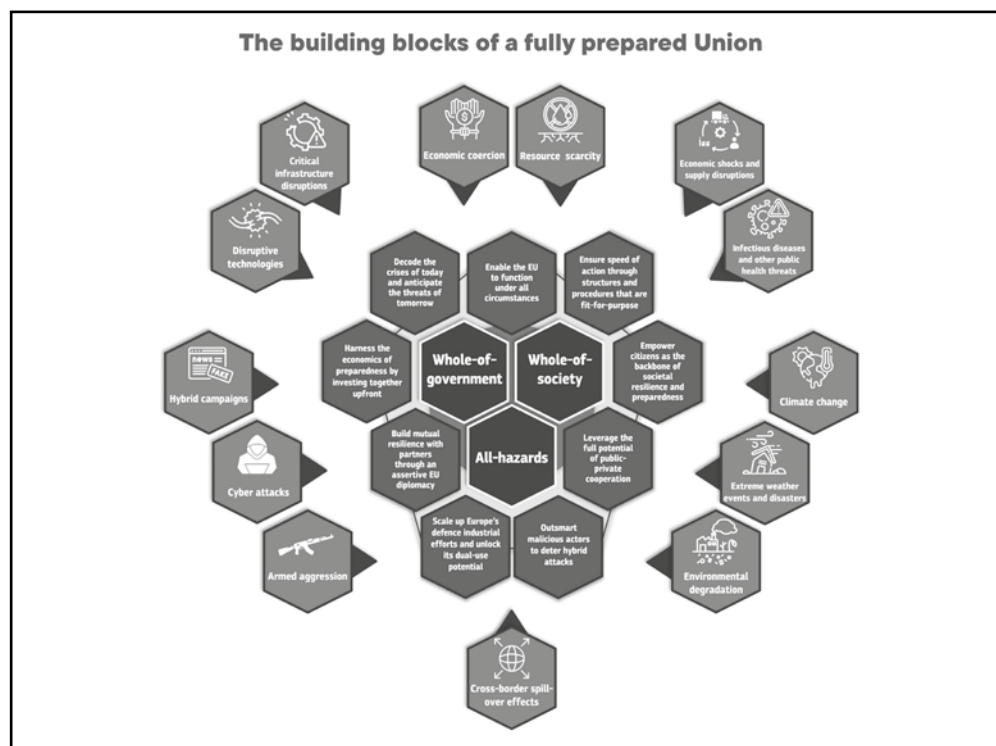 The building blocks of a fully prepared Union
Critical
infrastructure
disruptions
Economic coercion
Resource scarcity
Economic shocks and
supply disruptions
Disruptive
technologies
Infectious diseases
and other public
health threats
Decode the
crises of today
and anticipate
the threats of
tomorrow
Enable the EU
to function
under all
circumstances
Ensure speed of
action through
structures and
procedures that are
fit-for-purpose
Harness the
economics of
preparedness by
investing together
upfront
Whole-of-
government
Whole-of-
society
Empower
citizens as the
backbone of
societal
resilience and
preparedness
news
FAKE
Hybrid campaigns
Climate change
Build mutual
resilience with
partners
through an
assertive EU
diplomacy
All-hazards
Leverage the
full potential
of public-
private
cooperation
Cyber attacks
Extreme weather
events and disasters
Scale up Europe's
defence industrial
efforts and unlock
its dual-use
potential
Outsmart
malicious actors
to deter hybrid
attacks
Armed aggression
Environmental
degradation
Cross-border spill-
over effects